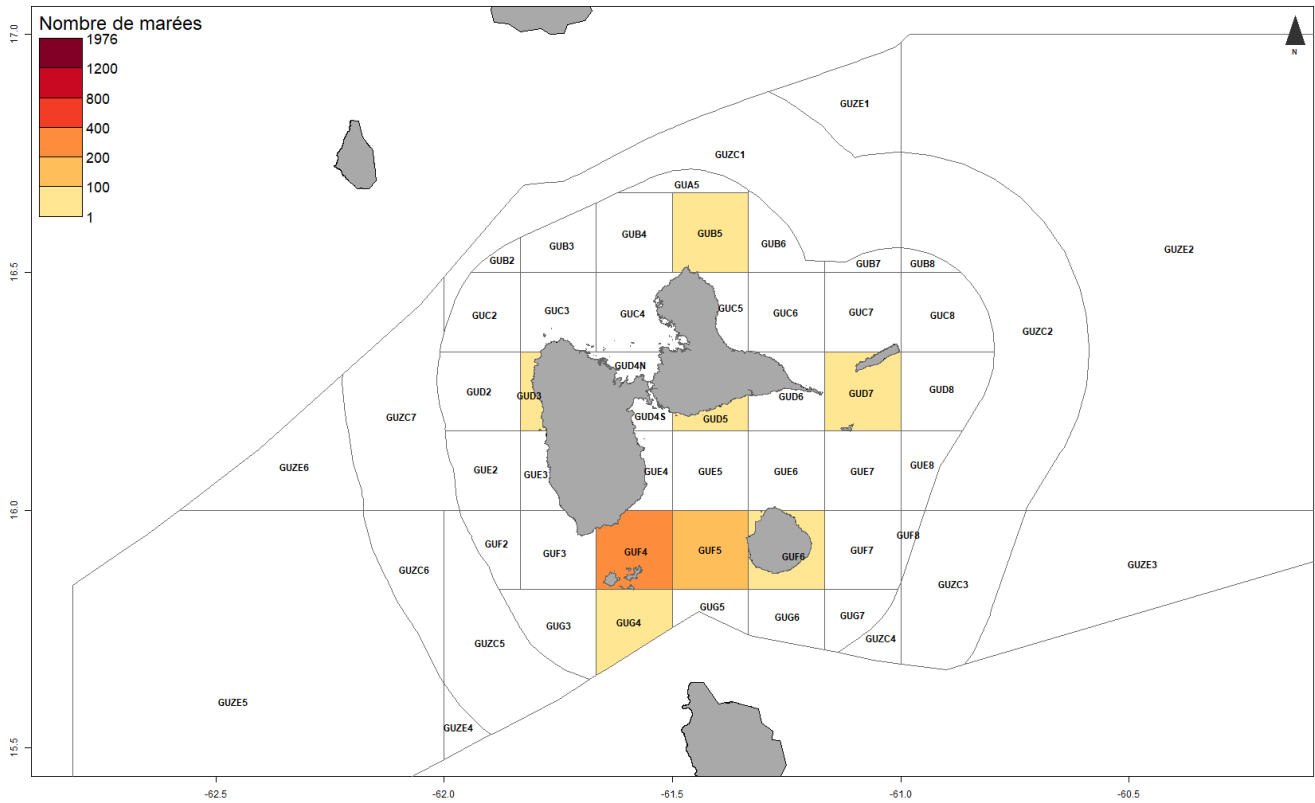 Nombre de marées
1976
1200
800
400
200
100
1
N
17.0
16.5
16.0
15.5
-62.5
-62.0
-61.5
-61.0
-60.5
GUZE1
GUZC1
GUA5
GUB2
GUB3
GUB4
GUB5
GUB6
GUB7
GUB8
GUZE2
GUC2
GUC3
GUC4
GUC5
GUC6
GUC7
GUC8
GUZC2
GUD2
GUD3
GUD4N
GUD4S
GUD5
GUD6
GUD7
GUD8
GUZC7
GUZE6
GUE2
GUE3
GUE4
GUE5
GUE6
GUE7
GUE8
GUF2
GUF3
GUF4
GUF5
GUF6
GUF7
GUF8
GUZC6
GUZC3
GUZE3
GUG3
GUG4
GUG5
GUG6
GUG7
GUZC4
GUZC5
GUZE5
GUZE4